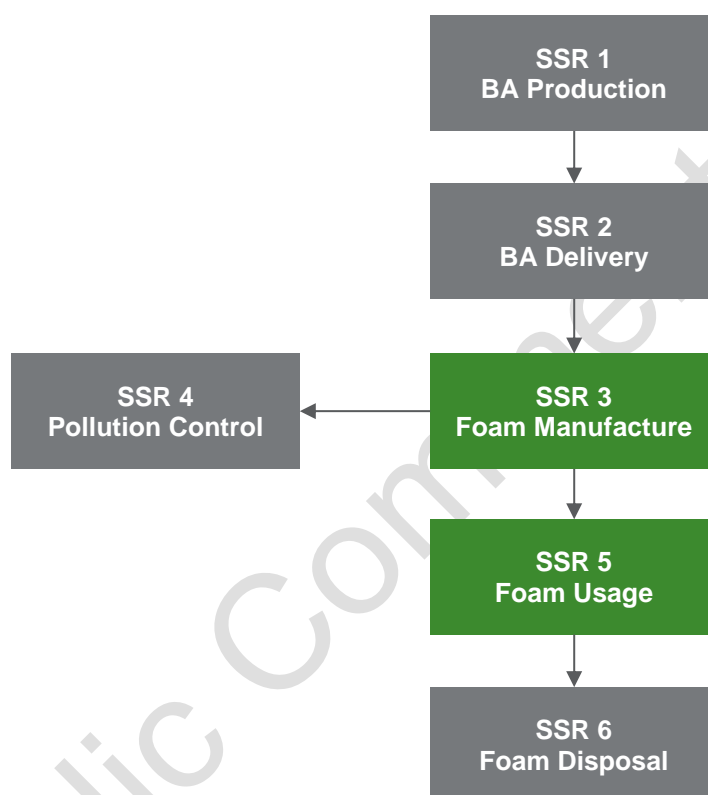 SSR 1
BA Production
SSR 2
BA Delivery
SSR 4
Pollution Control
SSR 3
Foam Manufacture
SSR 5
Foam Usage
SSR 6
Foam Disposal